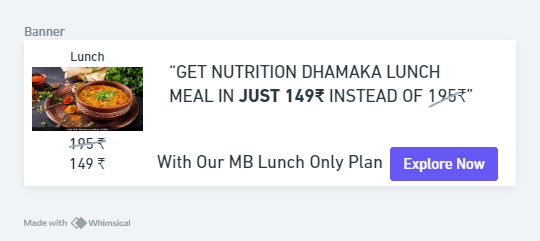 Banner
Lunch
“GET NUTRITION DHAMAKA LUNCH
MEAL IN JUST 149₹ INSTEAD OF 195₹”
195 ₹
149 ₹
With Our MB Lunch Only Plan
Explore Now
Made with Whimsical